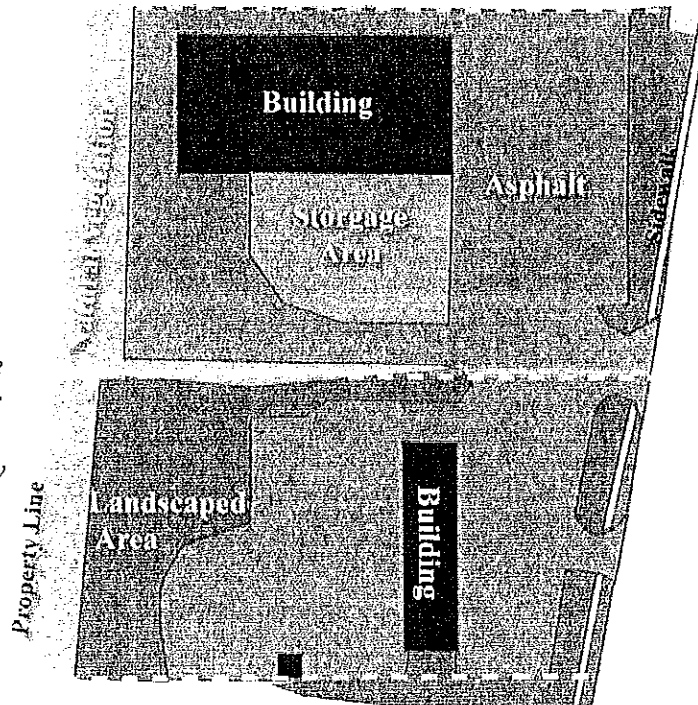 Building
Asphalt
Storgage
Area
Sidewalk
Landscaped
Area
Building
Property Line